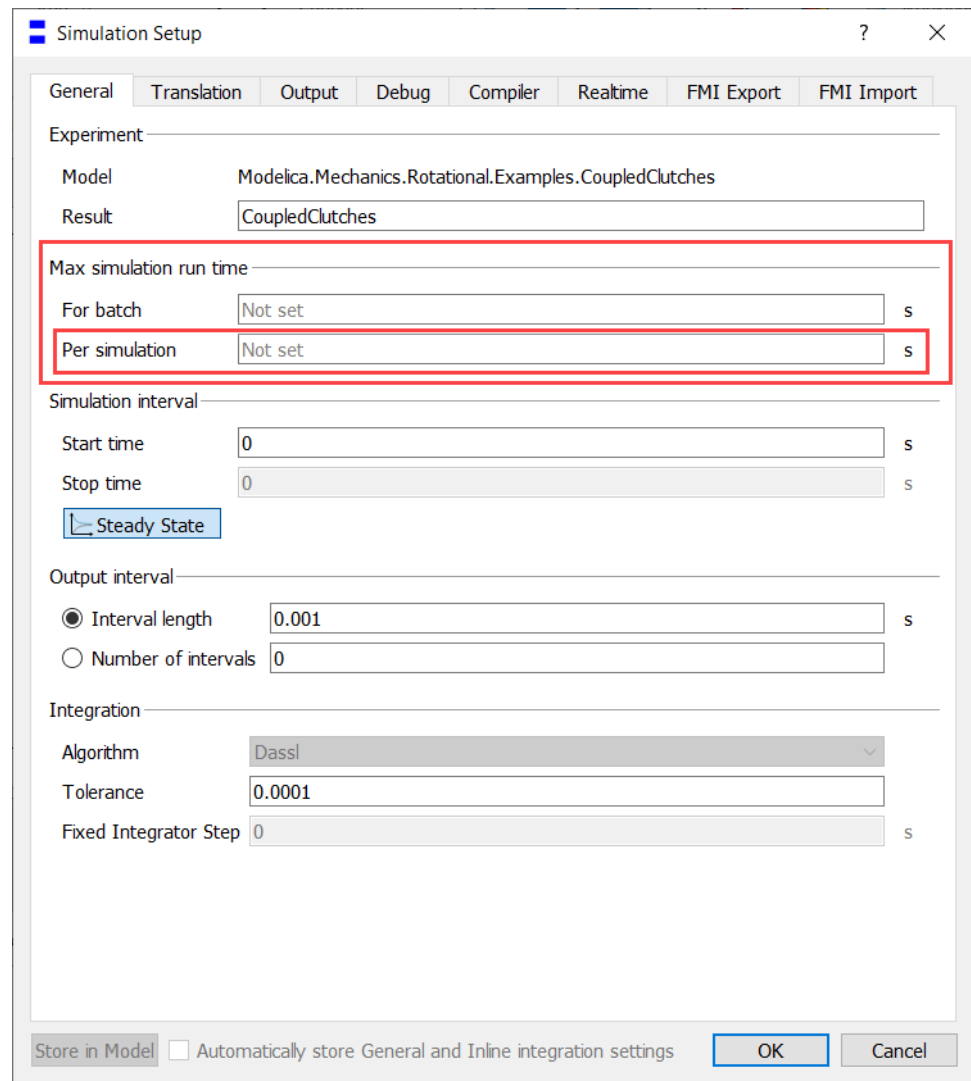 Simulation Setup ?
General Translation Output Debug Compiler Realtime FMI Export FMI Import
Experiment
Model Modelica.Mechanics.Rotational.Examples.CoupledClutches
Result CoupledClutches
Max simulation run time
For batch Not set s
Per simulation Not set s
Simulation interval
Start time 0 s
Stop time 0 s
Steady State
Output interval
Interval length 0.001 s
Number of intervals 0
Integration
Algorithm Dassl
Tolerance 0.0001
Fixed Integrator Step 0 s
Store in Model Automatically store General and Inline integration settings OK Cancel